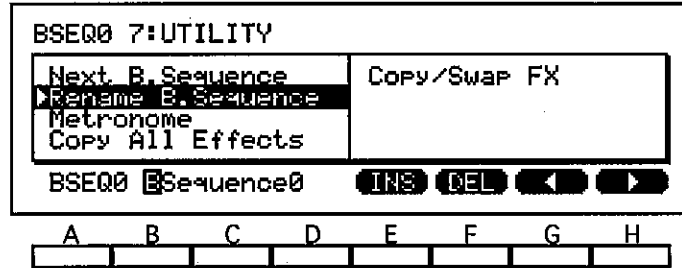 BSEQ0 7:UTILITY
Next B.Sequence
Rename B.Sequence
Metronome
Copy All Effects
Copy/Swap FX
BSEQ0 BSequence0 INS DEL
A B C D E F G H